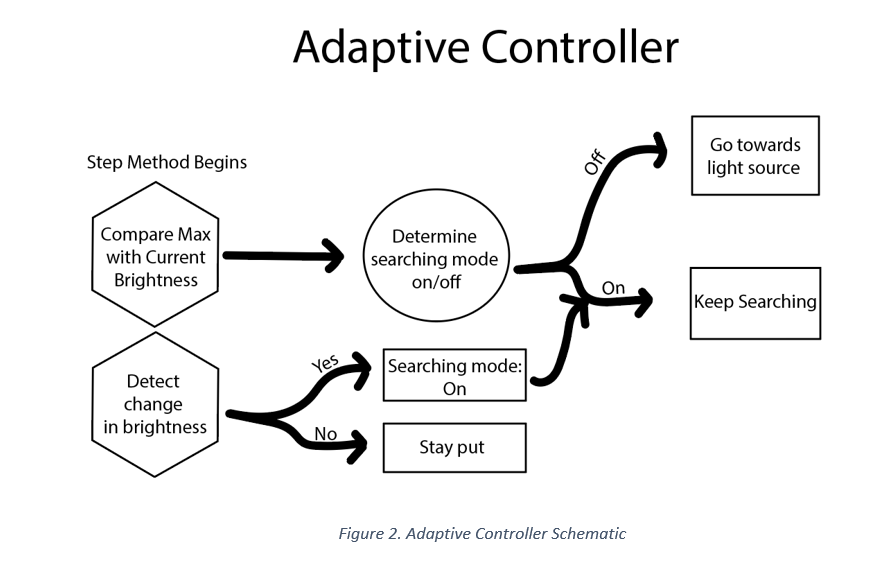 Adaptive Controller
Step Method Begins
Compare Max
with Current
Brightness
Determine
searching mode
on/off
Off
Go towards
light source
On
Keep Searching
Detect
change
in brightness
Yes
Searching mode:
On
No
Stay put
Figure 2. Adaptive Controller Schematic